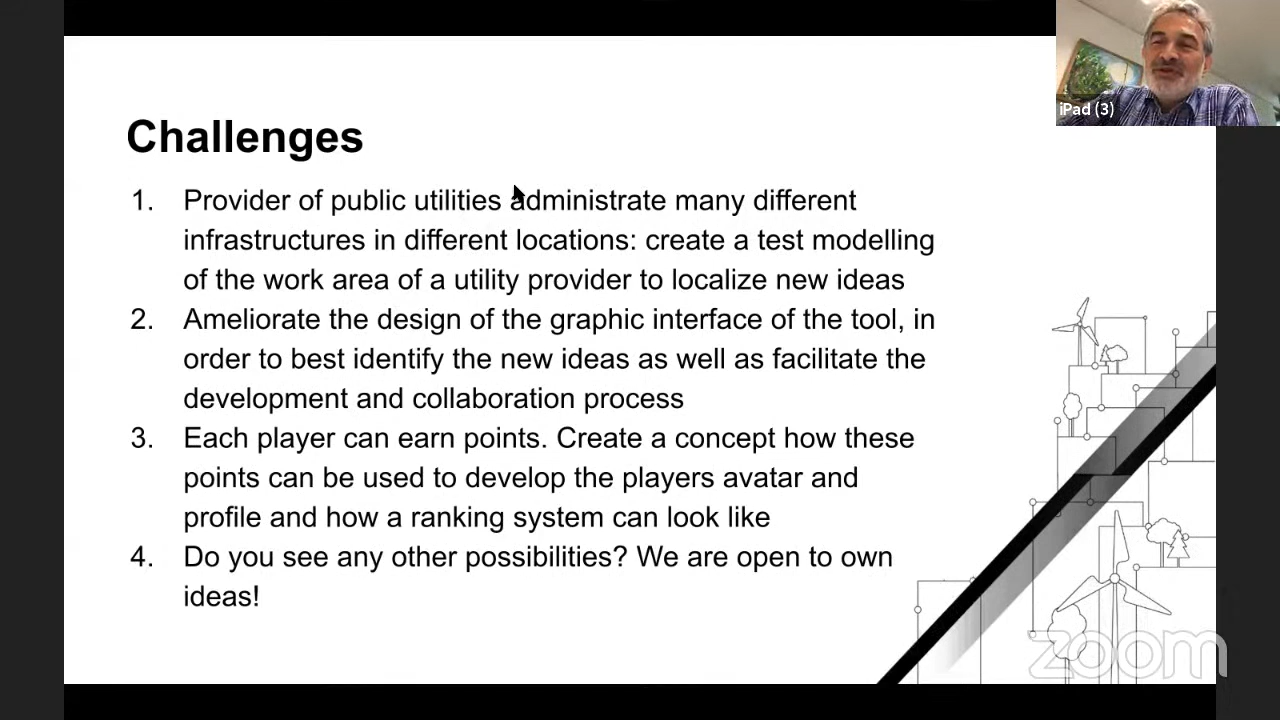 iPad (3)
Challenges
1. Provider of public utilities administrate many different
infrastructures in different locations: create a test modelling
of the work area of a utility provider to localize new ideas
2. Ameliorate the design of the graphic interface of the tool, in
order to best identify the new ideas as well as facilitate the
development and collaboration process
3. Each player can earn points. Create a concept how these
points can be used to develop the players avatar and
profile and how a ranking system can look like
4. Do you see any other possibilities? We are open to own
ideas!
zoom